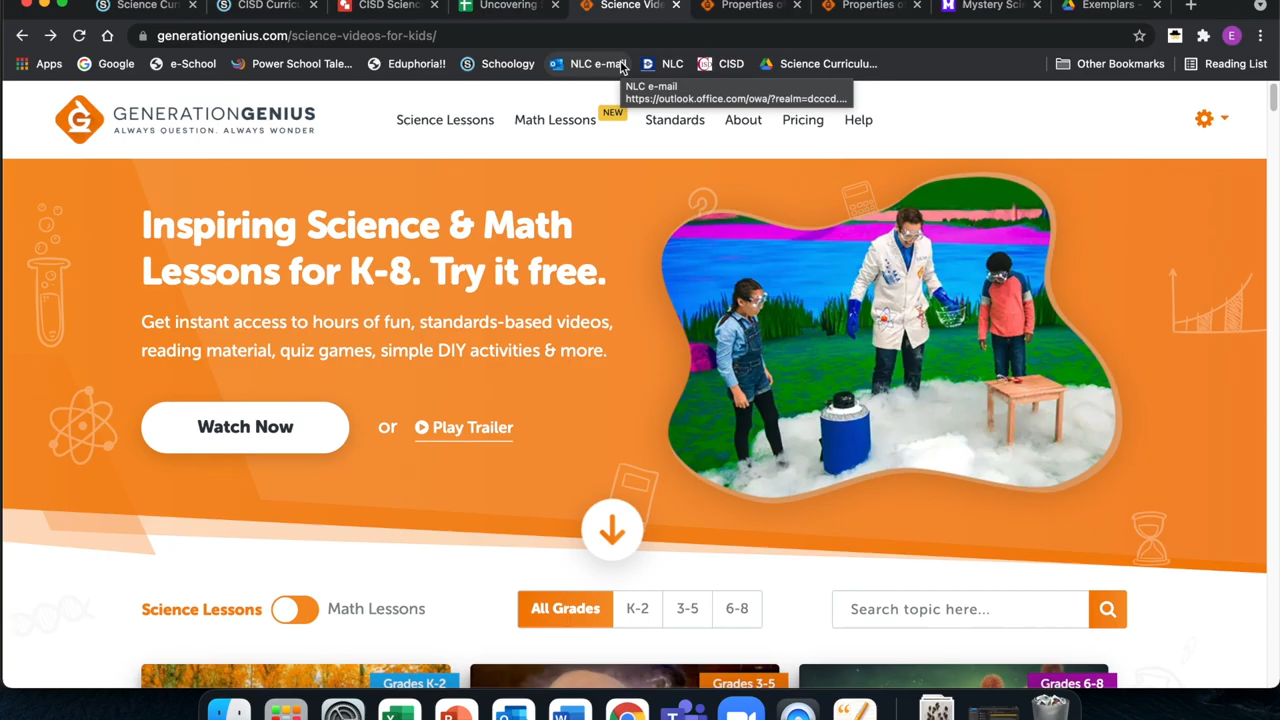 Science Cur
CISD Curric
CISD Scienc
Uncovering
Science Vide
Properties o
Properties o
Mystery Sci
Exemplars -
generationgenius.com/science-videos-for-kids/
E
Apps
Google
e-School
Power School Tale...
Eduphoria!!
Schoology
NLC e-mail
NLC
CISD
Science Curriculu...
Other Bookmarks
Reading List
NLC e-mail
https://outlook.office.com/owa/?realm=dcccd....
GENERATIONGENIUS
ALWAYS QUESTION. ALWAYS WONDER
Science Lessons
Math Lessons
NEW
Standards
About
Pricing
Help
Inspiring Science & Math
Lessons for K-8. Try it free.
Get instant access to hours of fun, standards-based videos,
reading material, quiz games, simple DIY activities & more.
Watch Now
or
Play Trailer
Science Lessons
Math Lessons
All Grades
K-2
3-5
6-8
Search topic here...
Grades K-2
Grades 3-5
Grades 6-8